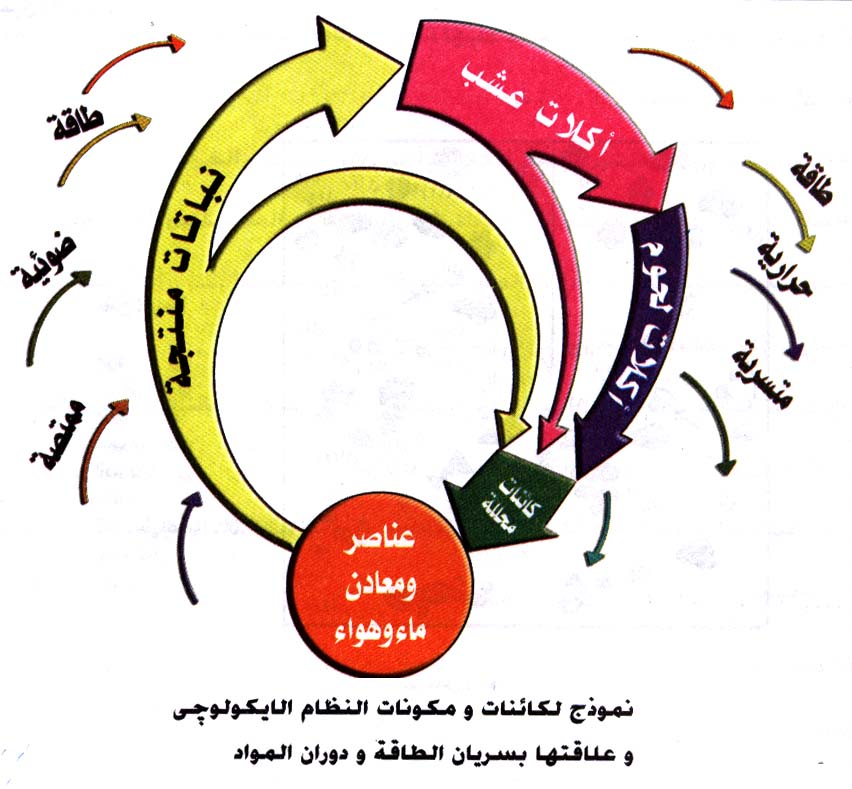 طاقة
ضوئية
ممتصة
نباتات منتجة
أكلات عشب
أكلات لحوم
كائنات
محللة
عناصر
ومعادن
ماء وهواء
طاقة
حرارية
متسربة
نموذج لكائنات و مكونات النظام الايكولوچى
و علاقتها بسريان الطاقة و دوران المواد